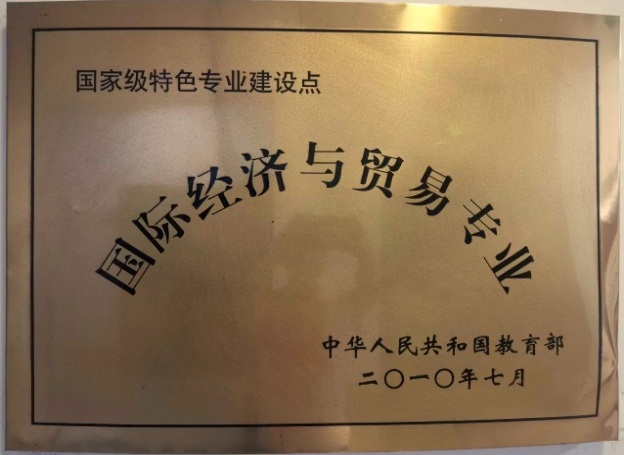 国家级特色专业建设点
国际经济与贸易专业
中华人民共和国教育部
二〇一〇年七月